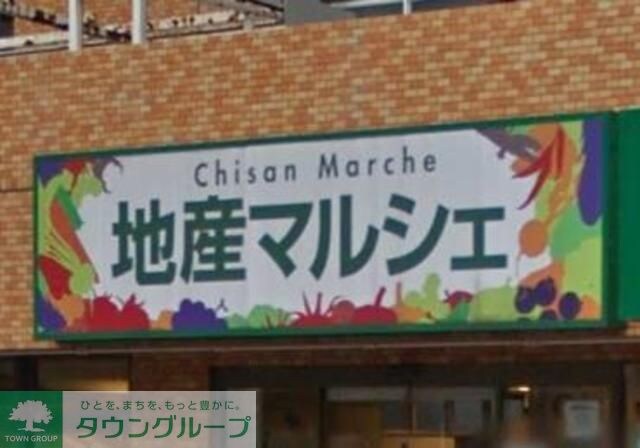 Chisan Marche
地産マルシェ
ひとを、まちを、もっと豊かに。
タウングループ
TOWN GROUP